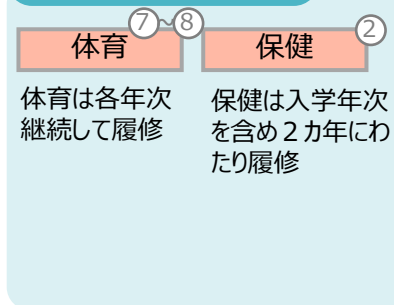 体育
⑦~⑧
保健
②
体育は各年次
継続して履修
保健は入学年次
を含め2カ年にわ
たり履修